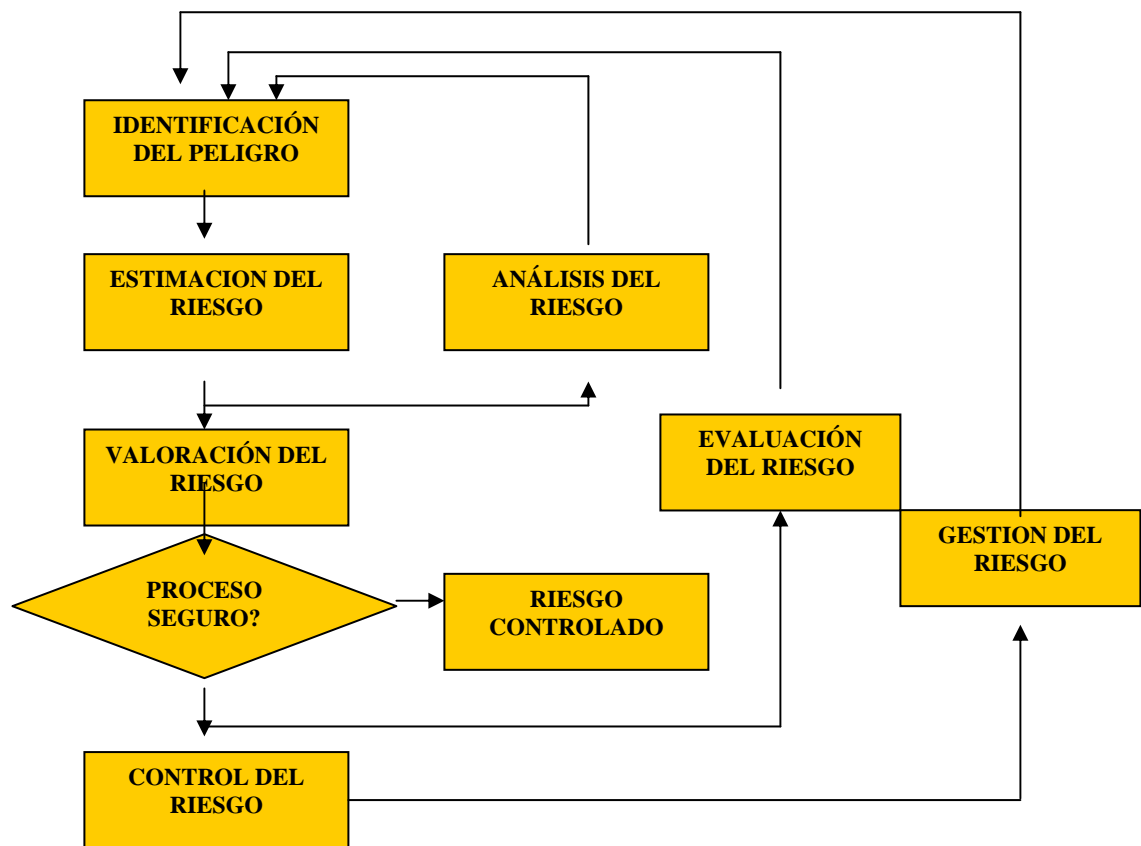 IDENTIFICACIÓN
DEL PELIGRO
ESTIMACION DEL
RIESGO
ANÁLISIS DEL
RIESGO
VALORACIÓN DEL
RIESGO
EVALUACIÓN
DEL RIESGO
GESTION DEL
RIESGO
PROCESO
SEGURO?
RIESGO
CONTROLADO
CONTROL DEL
RIESGO